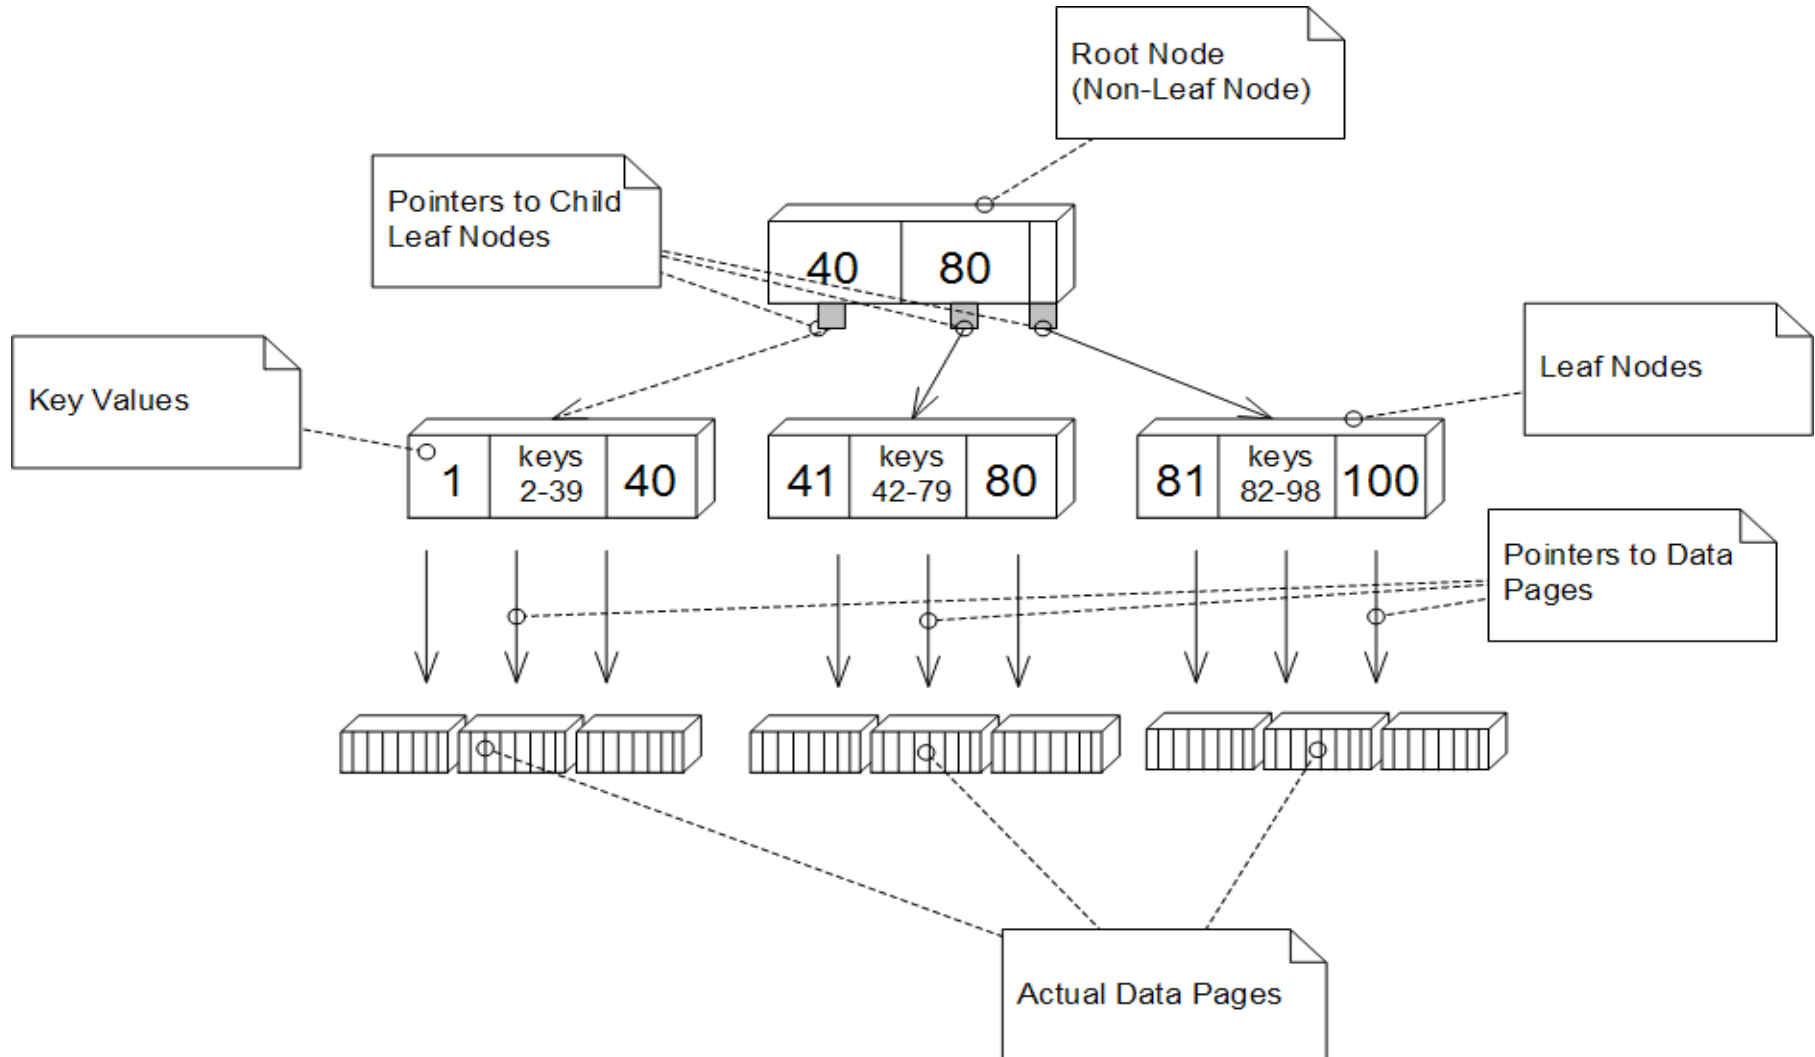 Root Node
(Non-Leaf Node)
Pointers to Child
Leaf Nodes
40 80
Key Values
Leaf Nodes
1 keys 2-39 40
41 keys 42-79 80
81 keys 82-98 100
Pointers to Data
Pages
Actual Data Pages